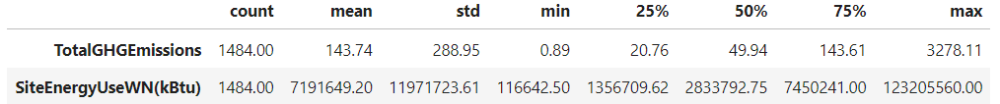 count mean std min 25% 50% 75% max
TotalGHGEmissions 1484.00 143.74 288.95 0.89 20.76 49.94 143.61 3278.11
SiteEnergyUseWN(kBtu) 1484.00 7191649.20 11971723.61 116642.50 1356709.62 2833792.75 7450241.00 123205560.00